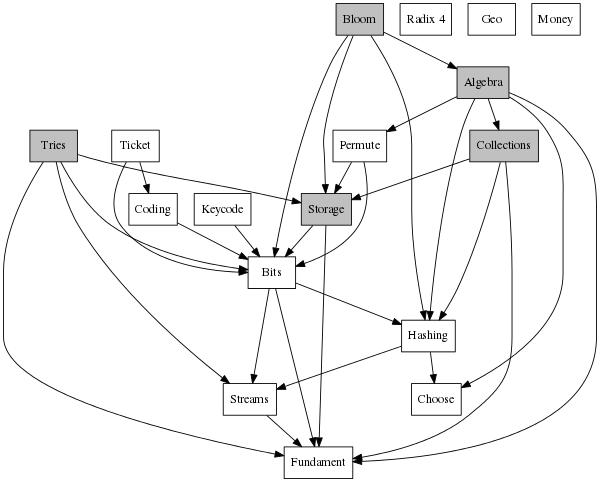 Bloom
Radix 4
Geo
Money
Algebra
Tries
Ticket
Permute
Collections
Coding
Keycode
Storage
Bits
Hashing
Streams
Choose
Fundament